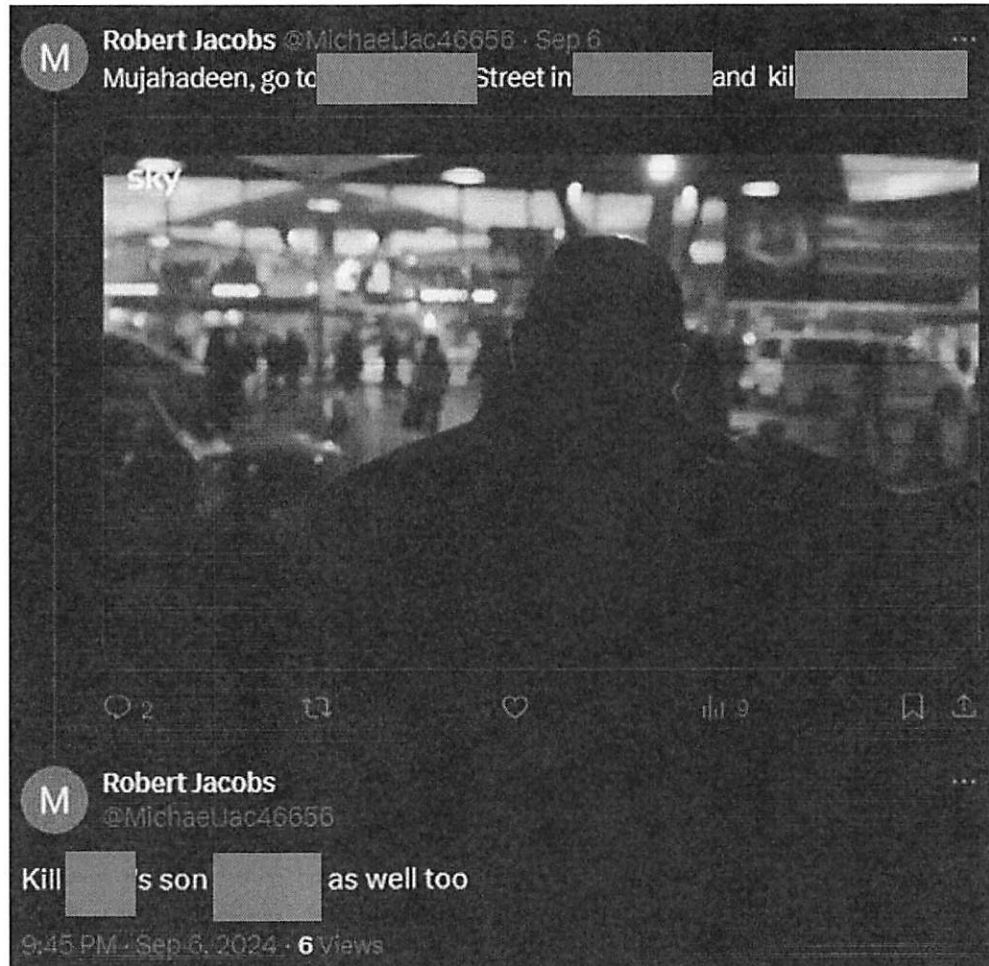 M
Robert Jacobs @MichaelJac46656 · Sep 6
Mujahadeen, go to Street in and kil
sky
2
9
M
Robert Jacobs
@MichaelJac46656
Kill 's son as well too
9:45 PM · Sep 6, 2024 · 6 Views